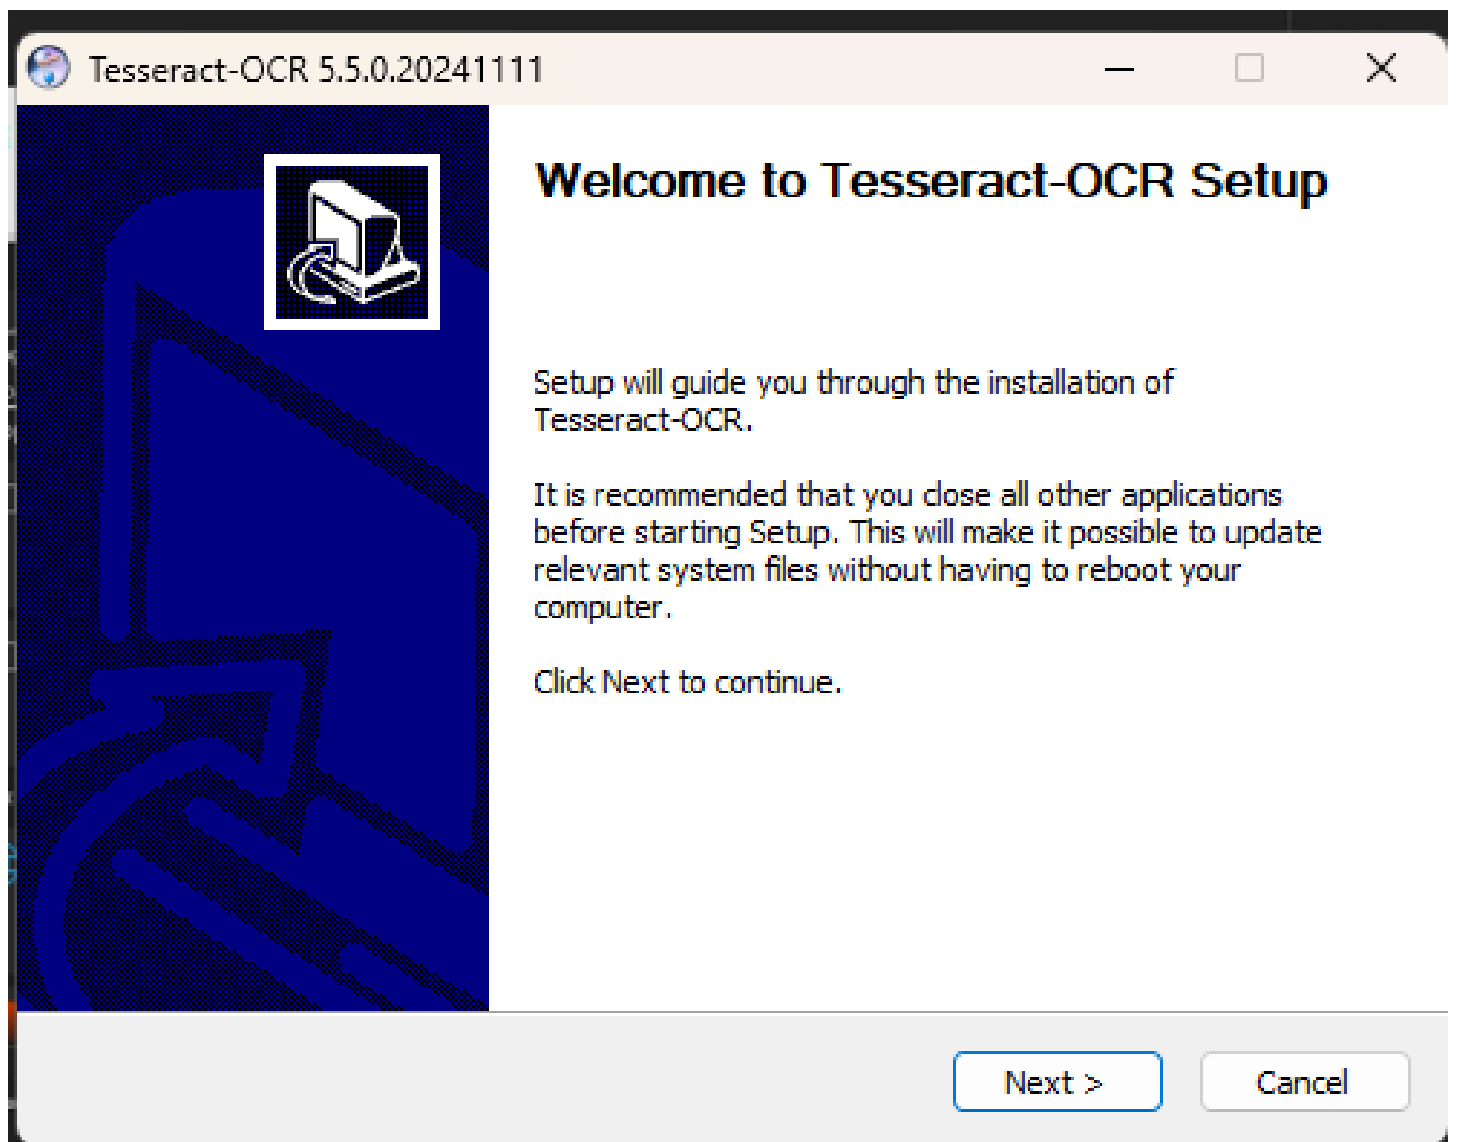 Tesseract-OCR 5.5.0.20241111
Welcome to Tesseract-OCR Setup
Setup will guide you through the installation of
Tesseract-OCR.
It is recommended that you close all other applications
before starting Setup. This will make it possible to update
relevant system files without having to reboot your
computer.
Click Next to continue.
Next >
Cancel